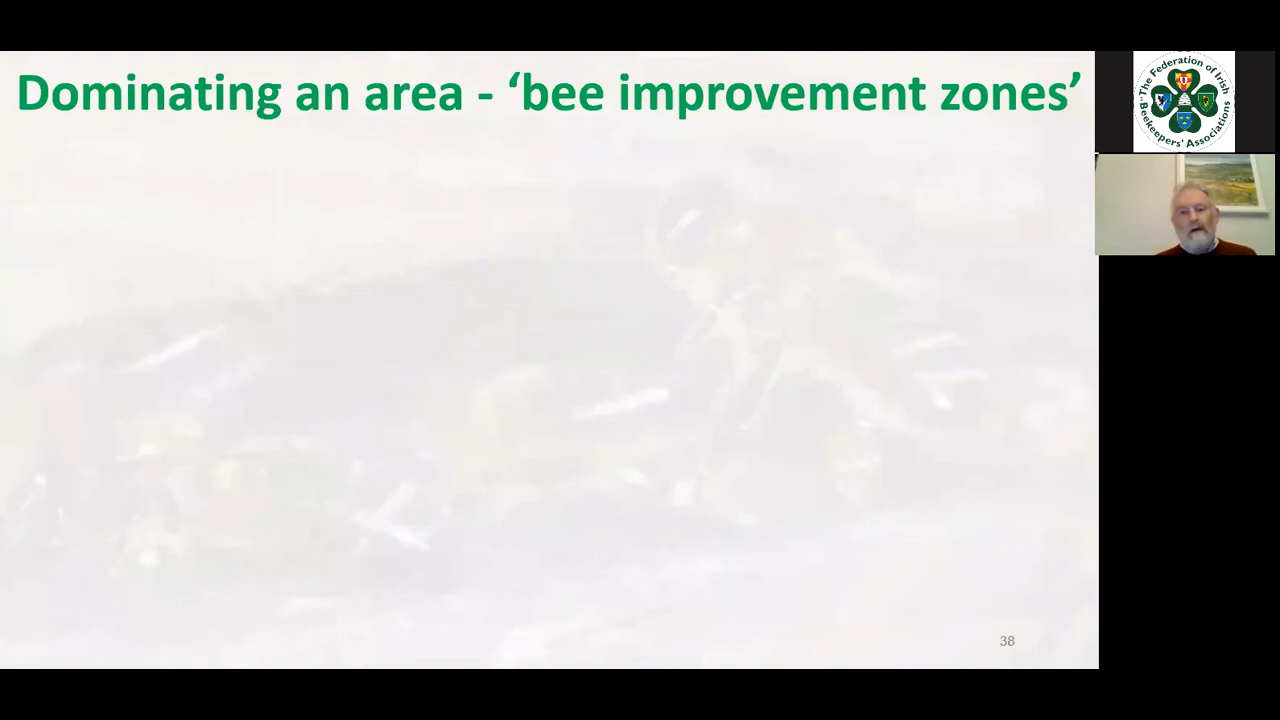 Dominating an area - ‘bee improvement zones’
"The Federation of Irish
Beekeepers' Associations"
38